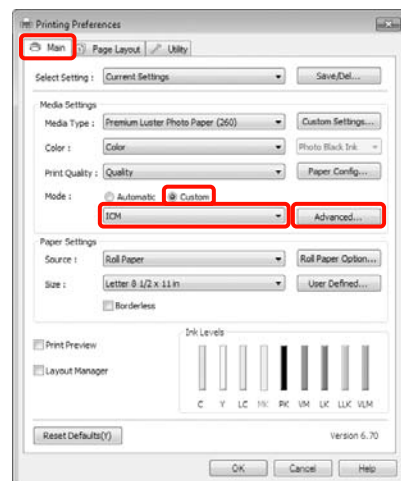 Printing Preferences
Main Page Layout Utility
Select Setting : Current Settings Save/Del...
Media Settings
Media Type : Premium Luster Photo Paper (260) Custom Settings...
Color : Color Photo Black Ink
Print Quality : Quality Paper Config...
Mode : Automatic Custom
ICM Advanced...
Paper Settings
Source : Roll Paper Roll Paper Option...
Size : Letter 8 1/2 x 11 in User Defined...
Borderless
Ink Levels
Print Preview
Layout Manager
C Y LC MK PK VM LK LLK VLM
Reset Defaults(Y) Version 6.70
OK Cancel Help